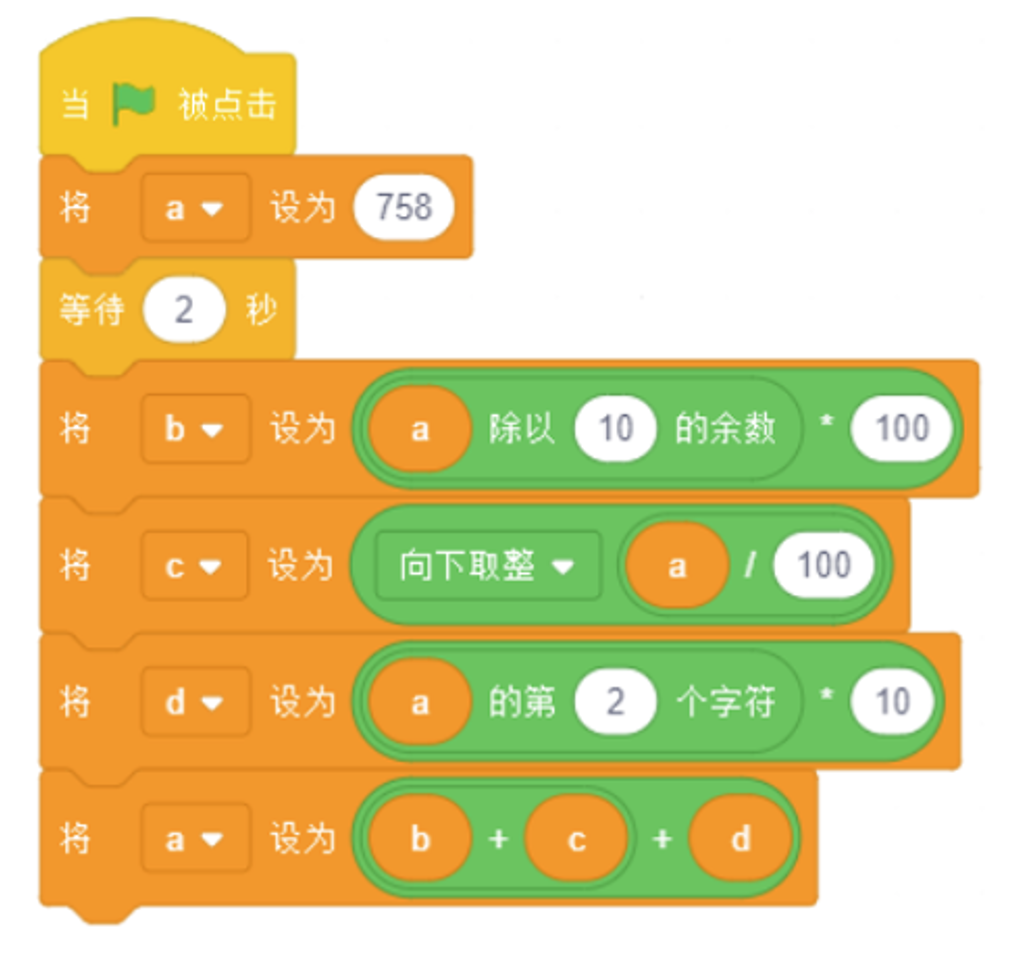 当 被点击
将 a 设为 758
等待 2 秒
将 b 设为 a 除以 10 的余数 * 100
将 c 设为 向下取整 a / 100
将 d 设为 a 的第 2 个字符 * 10
将 a 设为 b + c + d